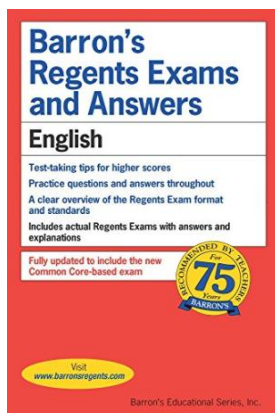 Barron's
Regents Exams
and Answers
English
Test-taking tips for higher scores
Practice questions and answers throughout
A clear overview of the Regents Exam format
and standards
Includes actual Regents Exams with answers and
explanations
Fully updated to include the new
Common Core-based exam
RECOMMENDED BY TEACHERS
For
75
Years
BARRON'S
Visit
www.barronsregents.com
Barron's Educational Series, Inc.